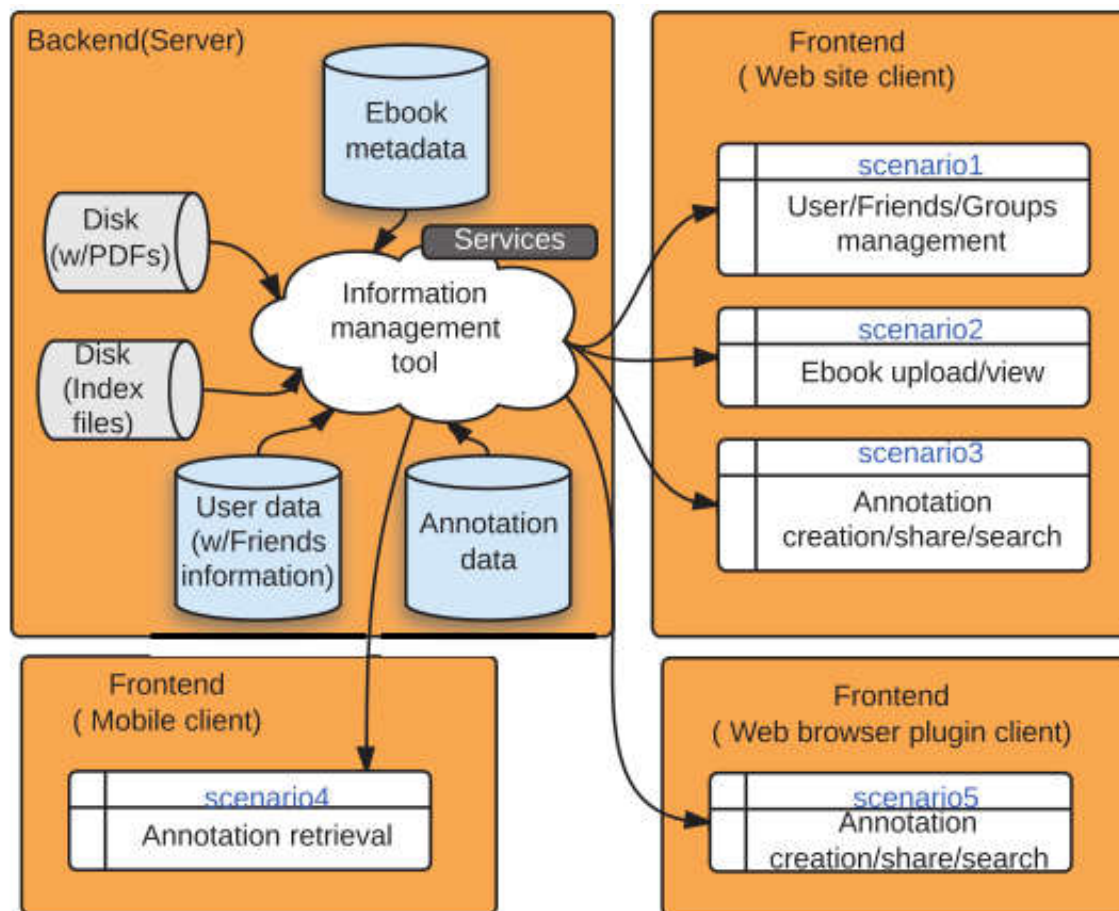 Backend(Server)
Ebook
metadata
Disk
(w/PDFs)
Services
Information
management
tool
Disk
(Index
files)
User data
(w/Friends
information)
Annotation
data
Frontend
( Web site client)
scenario1
User/Friends/Groups
management
scenario2
Ebook upload/view
scenario3
Annotation
creation/share/search
Frontend
( Mobile client)
scenario4
Annotation retrieval
Frontend
( Web browser plugin client)
scenario5
Annotation
creation/share/search